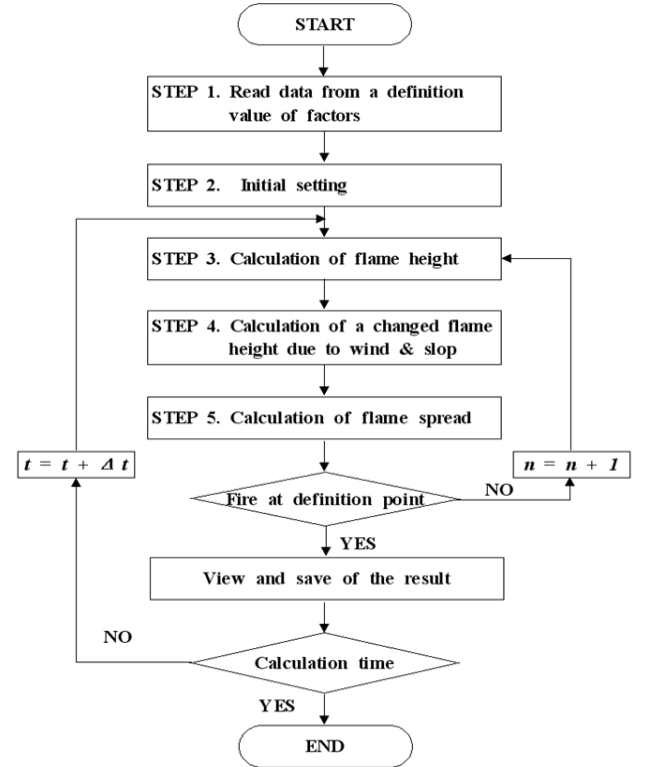 START
STEP 1. Read data from a definition
value of factors
STEP 2. Initial setting
STEP 3. Calculation of flame height
STEP 4. Calculation of a changed flame
height due to wind & slop
STEP 5. Calculation of flame spread
t = t + Δ t
n = n + 1
Fire at definition point
NO
YES
View and save of the result
NO
Calculation time
YES
END